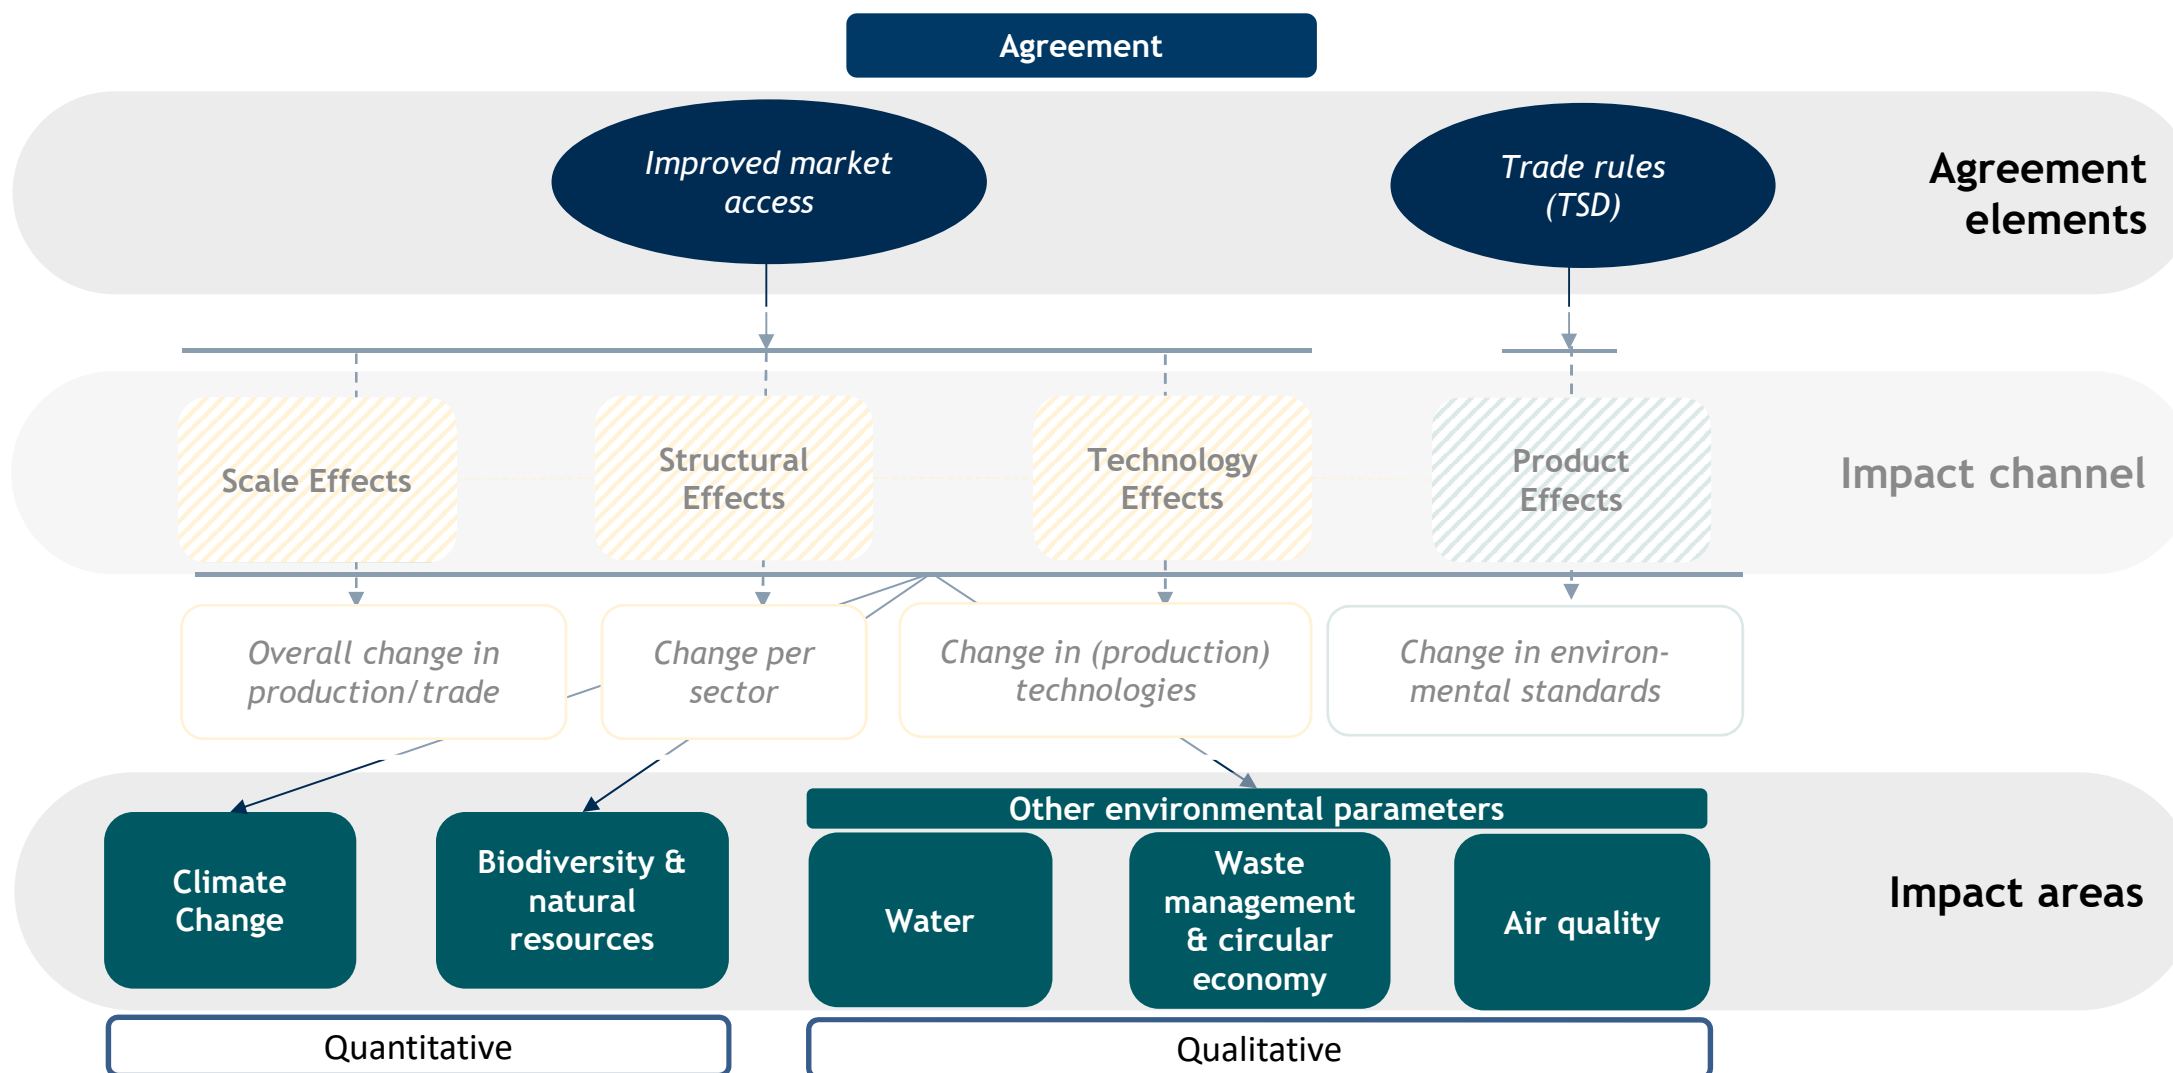 Agreement
Improved market
access
Trade rules
(TSD)
Agreement
elements
Scale Effects
Structural
Effects
Technology
Effects
Product
Effects
Impact channel
Overall change in
production/trade
Change per
sector
Change in (production)
technologies
Change in environ-
mental standards
Other environmental parameters
Climate
Change
Biodiversity &
natural
resources
Water
Waste
management
& circular
economy
Air quality
Impact areas
Quantitative
Qualitative